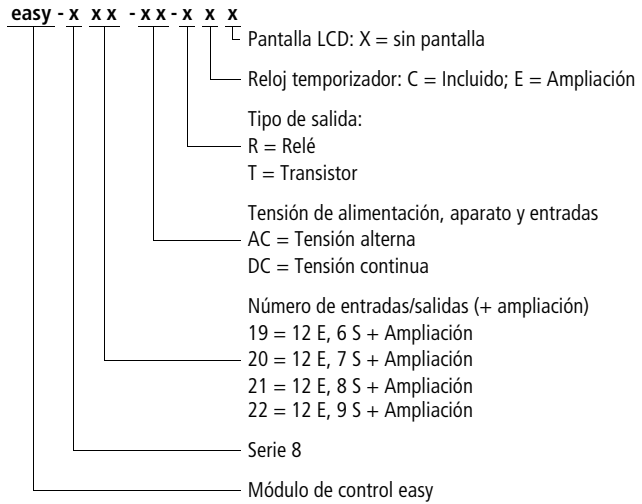 easy - x x x - x x - x x x
Pantalla LCD: X = sin pantalla
Reloj temporizador: C = Incluido; E = Ampliación
Tipo de salida:
R = Relé
T = Transistor
Tensión de alimentación, aparato y entradas
AC = Tensión alterna
DC = Tensión continua
Número de entradas/salidas (+ ampliación)
19 = 12 E, 6 S + Ampliación
20 = 12 E, 7 S + Ampliación
21 = 12 E, 8 S + Ampliación
22 = 12 E, 9 S + Ampliación
Serie 8
Módulo de control easy